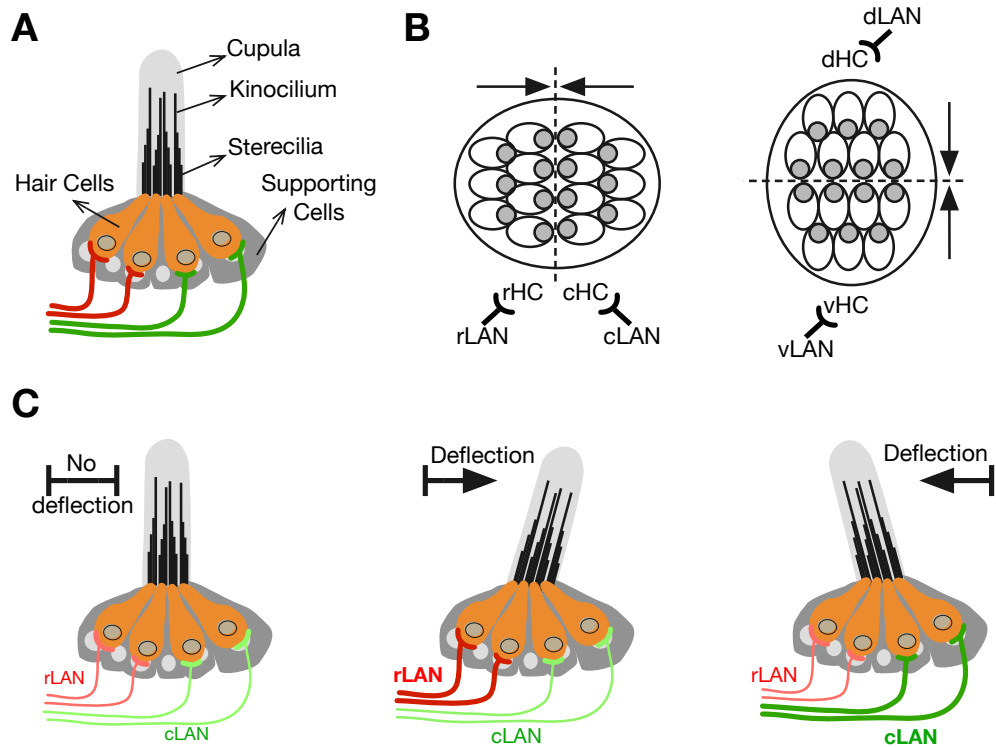 A
Cupula
Kinocilium
Sterecilia
Hair Cells
Supporting
Cells
B
rHC cHC
rLAN cLAN
dLAN
dHC
vHC
vLAN
C
No
deflection
rLAN
cLAN
Deflection
rLAN
cLAN
Deflection
rLAN
cLAN